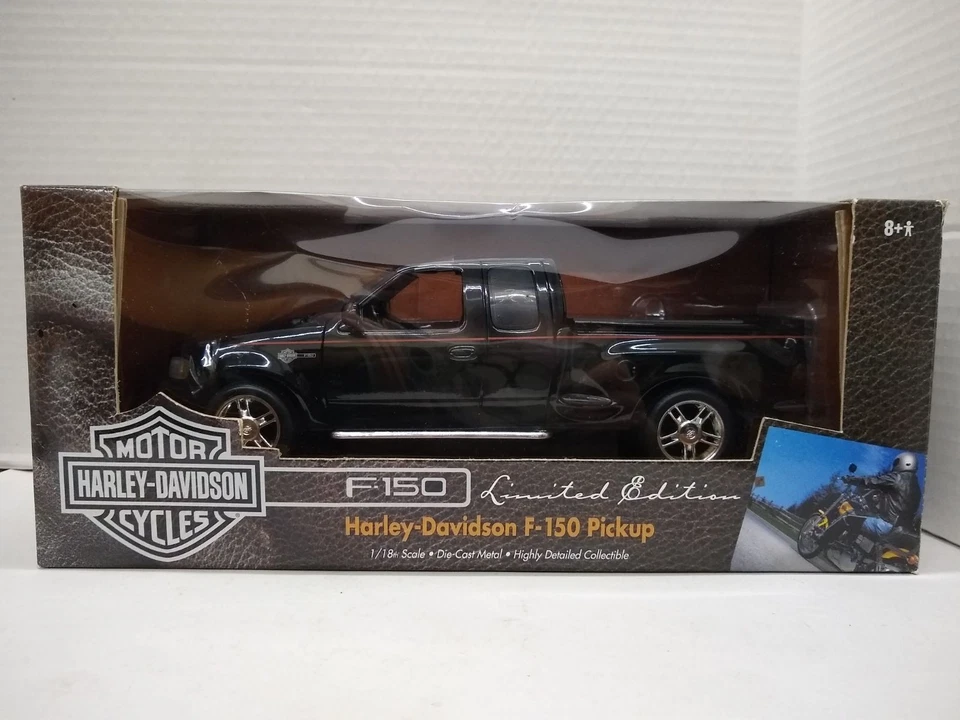 8+
MOTOR
HARLEY-DAVIDSON
CYCLES
F-150
Limited Edition
Harley-Davidson F-150 Pickup
1/18th Scale • Die-Cast Metal • Highly Detailed Collectible